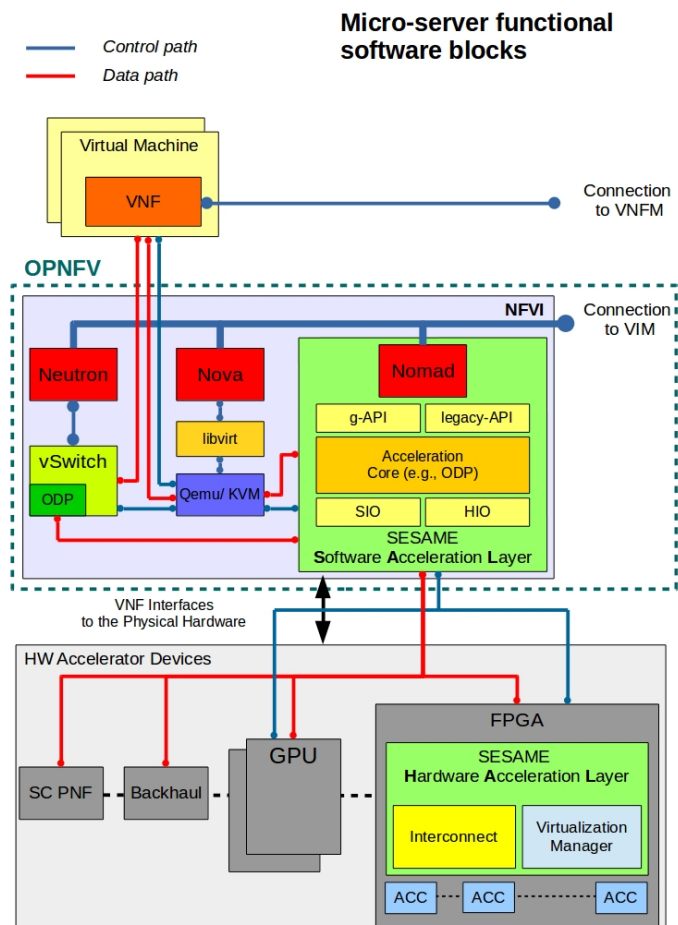 Micro-server functional
software blocks
Control path
Data path
Virtual Machine
VNF
Connection
to VNFM
OPNFV
NFVI
Connection
to VIM
Neutron
Nova
Nomad
g-API
legacy-API
libvirt
vSwitch
Acceleration
Core (e.g., ODP)
Qemu/ KVM
ODP
SIO
HIO
SESAME
Software Acceleration Layer
VNF Interfaces
to the Physical Hardware
HW Accelerator Devices
FPGA
GPU
SESAME
Hardware Acceleration Layer
SC PNF
Backhaul
Interconnect
Virtualization
Manager
ACC
ACC
ACC